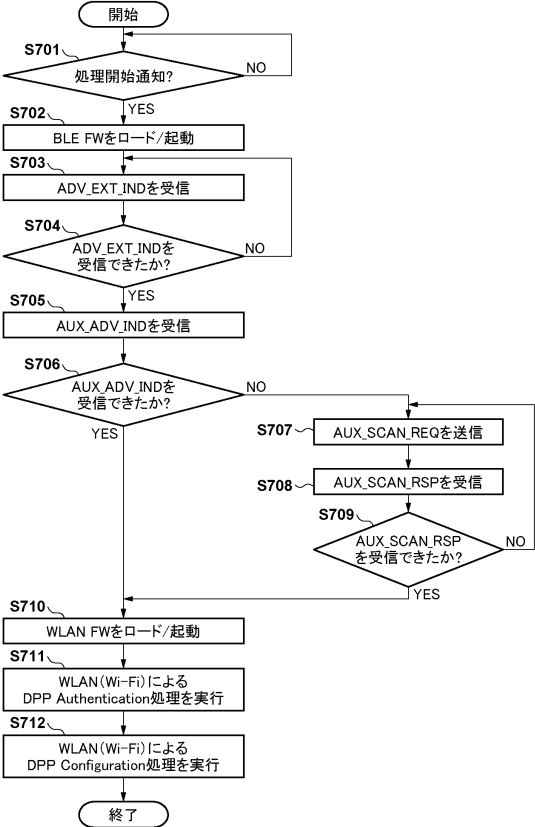 開始
S701
処理開始通知?
NO
YES
S702
BLE FWをロード/起動
S703
ADV_EXT_INDを受信
S704
ADV_EXT_INDを
受信できたか?
NO
YES
S705
AUX_ADV_INDを受信
S706
AUX_ADV_INDを
受信できたか?
NO
YES
S707
AUX_SCAN_REQを送信
S708
AUX_SCAN_RSPを受信
S709
AUX_SCAN_RSP
を受信できたか?
NO
YES
S710
WLAN FWをロード/起動
S711
WLAN(Wi-Fi)による
DPP Authentication処理を実行
S712
WLAN(Wi-Fi)による
DPP Configuration処理を実行
終了